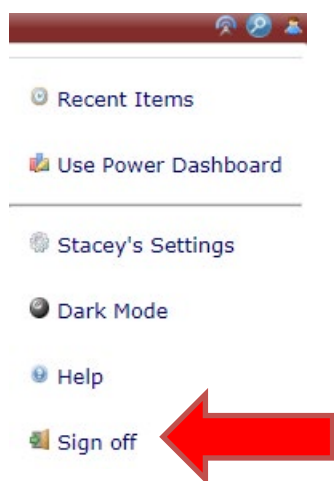 Recent Items
Use Power Dashboard
Stacey's Settings
Dark Mode
Help
Sign off